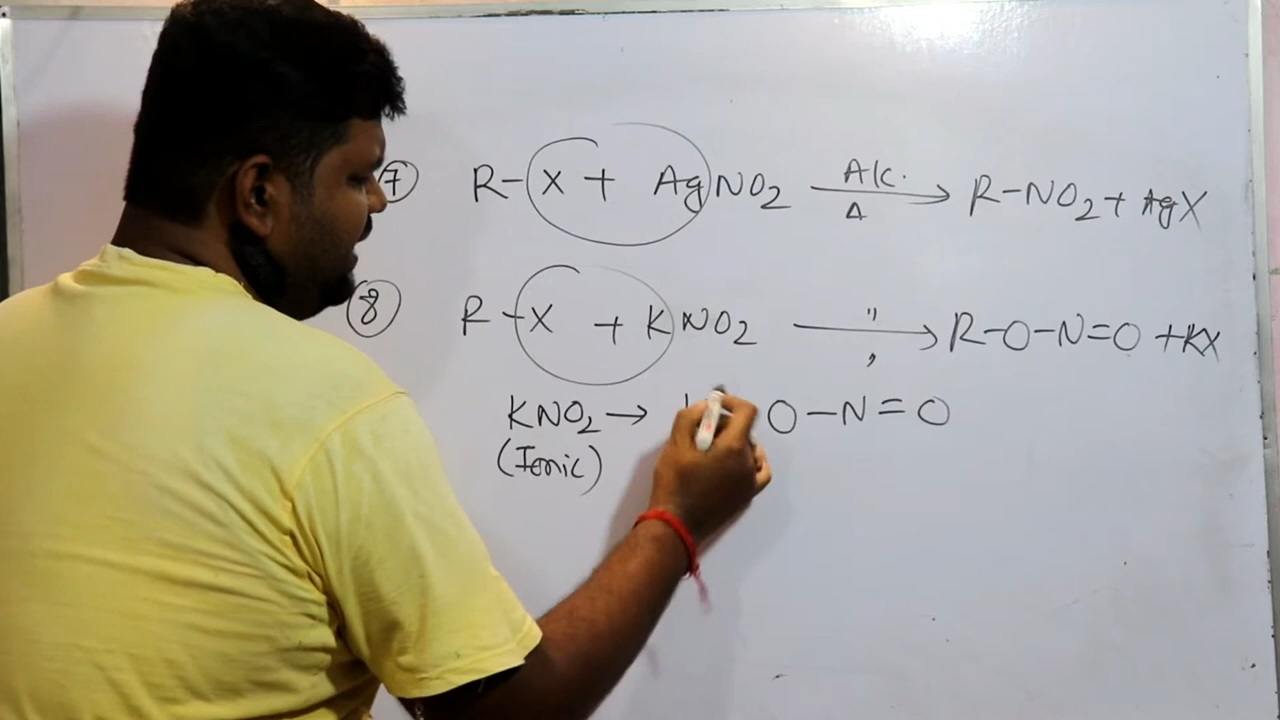 ⑦ R-X + AgNO₂ Alc. Δ → R-NO₂ + AgX
⑧ R-X + KNO₂ " , → R-O-N=O + KX
KNO₂ → O-N=O
(Ionic)